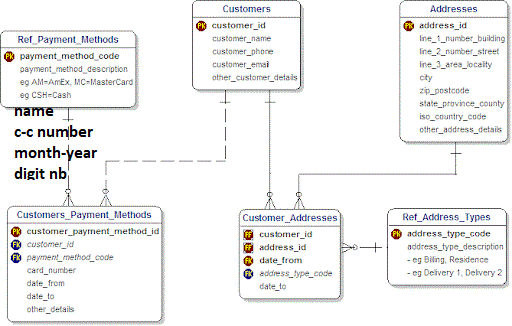 Ref_Payment_Methods
PK payment_method_code
payment_method_description
eg AM=AmEx, MC=MasterCard
eg CSH=Cash
Customers
PK customer_id
customer_name
customer_phone
customer_email
other_customer_details
Addresses
PK address_id
line_1_number_building
line_2_number_street
line_3_area_locality
city
zip_postcode
state_province_county
iso_country_code
other_address_details
name
c-c number
month-year
digit nb
Customers_Payment_Methods
PK customer_payment_method_id
FK customer_id
FK payment_method_code
card_number
date_from
date_to
other_details
Customer_Addresses
PF customer_id
PF address_id
PK date_from
FK address_type_code
date_to
Ref_Address_Types
PK address_type_code
address_type_description
- eg Billing, Residence
- eg Delivery 1, Delivery 2